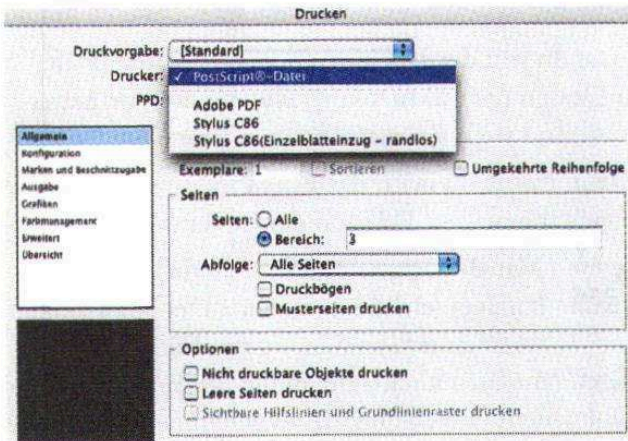 Drucken
Druckvorgabe: [Standard]
Drucker: ✓ PostScript®-Datei
PPD:
Adobe PDF
Stylus C86
Stylus C86(Einzelblatteinzug - randlos)
Allgemein
Konfiguration
Marken und Beschnittzugabe
Ausgabe
Grafiken
Farbmanagement
Erweitert
Übersicht
Exemplare: 1 Sortieren Umgekehrte Reihenfolge
Seiten
Seiten: Alle
Bereich: 3
Abfolge: Alle Seiten
Druckbögen
Musterseiten drucken
Optionen
Nicht druckbare Objekte drucken
Leere Seiten drucken
Sichtbare Hilfslinien und Grundlinienraster drucken